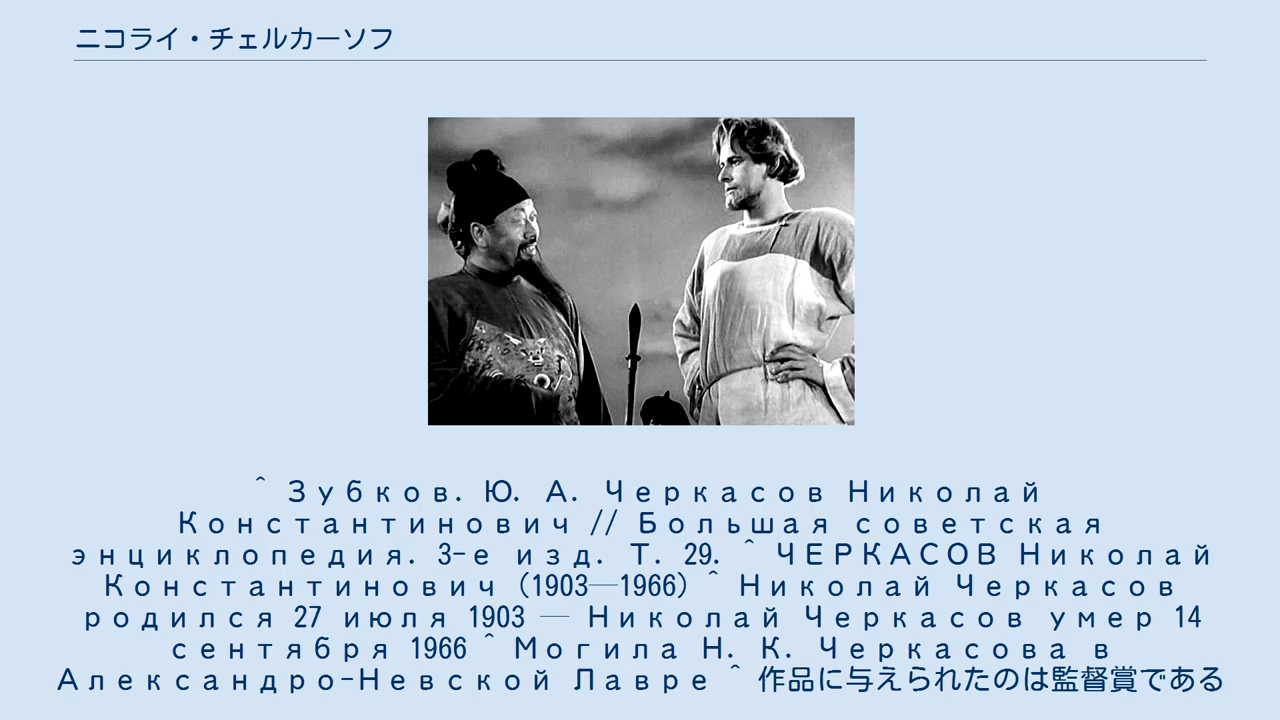 ニコライ・チェルカーソフ
^ Зубков. Ю. А. Черкасов Николай
Константинович // Большая советская
энциклопедия. 3-е изд. Т. 29. ^ ЧЕРКАСОВ Николай
Константинович (1903—1966) ^ Николай Черкасов
родился 27 июля 1903 — Николай Черкасов умер 14
сентября 1966 ^ Могила Н. К. Черкасова в
Александро-Невской Лавре ^ 作品に与えられたのは監督賞である